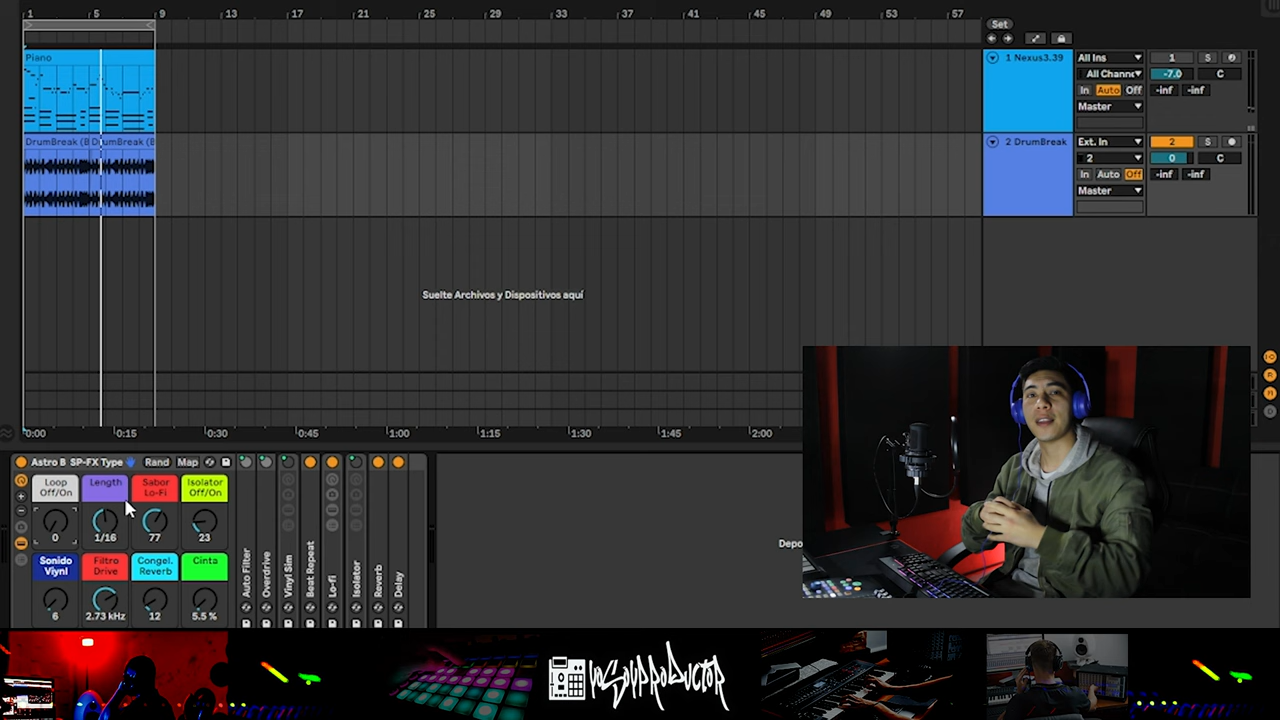 1 5 9 13 17 21 25 29 33 37 41 45 49 53 57
Set
Piano
1 Nexus3.39 All Ins 1 S
All Channe -7.0 C
In Auto Off -inf -inf
Master
DrumBreak (B DrumBreak (B
2 DrumBreak Ext. In 2 S
2 0 C
In Auto Off -inf -inf
Master
Suelte Archivos y Dispositivos aquí
0:00 0:15 0:30 0:45 1:00 1:15 1:30 1:45 2:00
Astro B SP-FX Type Rand Map
Loop Off/On
Length
Sabor Lo-Fi
Isolator Off/On
0 1/16 77 23
Sonido Viynl
Filtro Drive
Congel. Reverb
Cinta
6 2.73 kHz 12 5.5 %
Auto Filter
Overdrive
Vinyl Sim
Beat Repeat
Lo-fi
Isolator
Reverb
Delay
Depo
YoSoyProductor